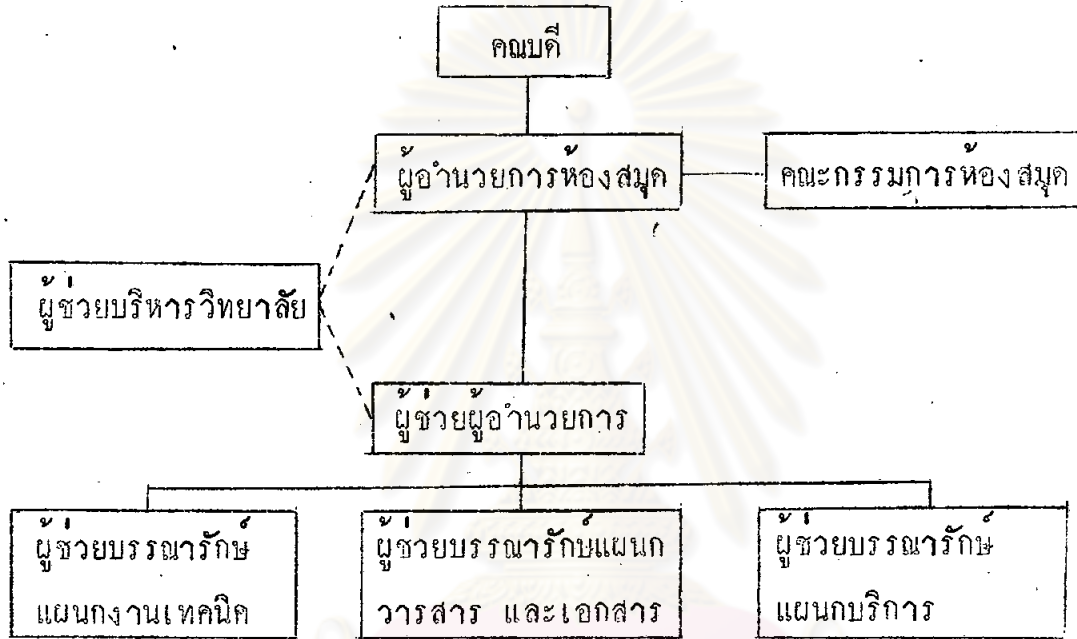 คณบดี
ผู้อำนวยการห้องสมุด
คณะกรรมการห้องสมุด
ผู้ช่วยบริหารวิทยาลัย
ผู้ช่วยผู้อำนวยการ
ผู้ช่วยบรรณารักษ์
แผนกงานเทคนิค
ผู้ช่วยบรรณารักษ์แผนก
วารสาร และเอกสาร
ผู้ช่วยบรรณารักษ์
แผนกบริการ